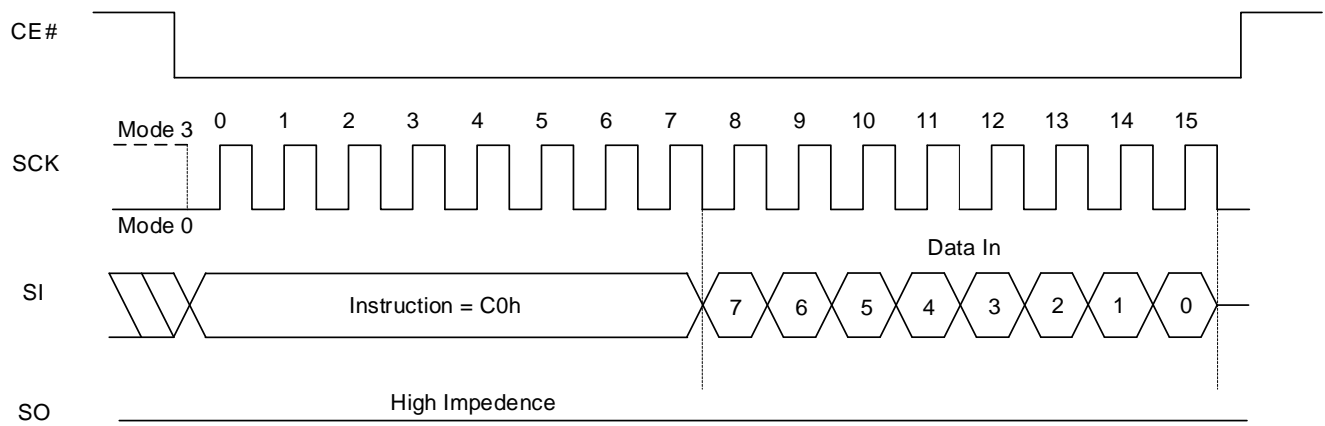 CE#
Mode 3 0 1 2 3 4 5 6 7 8 9 10 11 12 13 14 15
SCK
Mode 0
Data In
SI
Instruction = C0h 7 6 5 4 3 2 1 0
High Impedence
SO